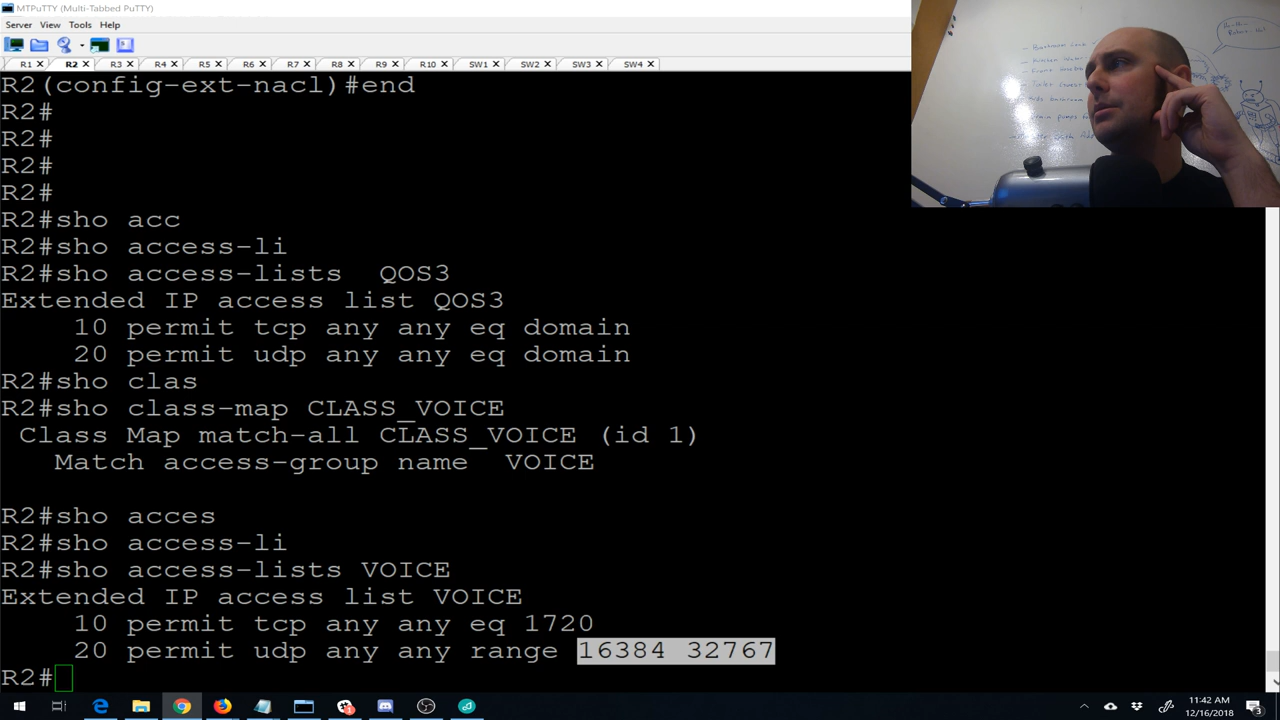 MTPuTTY (Multi-Tabbed PuTTY)
Server View Tools Help
R1 R2 R3 R4 R5 R6 R7 R8 R9 R10 SW1 SW2 SW3 SW4
R2(config-ext-nacl)#end
R2#
R2#
R2#
R2#
R2#sho acc
R2#sho access-li
R2#sho access-lists  QOS3
Extended IP access list QOS3
    10 permit tcp any any eq domain
    20 permit udp any any eq domain
R2#sho clas
R2#sho class-map CLASS_VOICE
 Class Map match-all CLASS_VOICE (id 1)
   Match access-group name  VOICE
R2#sho acces
R2#sho access-li
R2#sho access-lists VOICE
Extended IP access list VOICE
    10 permit tcp any any eq 1720
    20 permit udp any any range 16384 32767
R2#
11:42 AM
12/16/2018
3